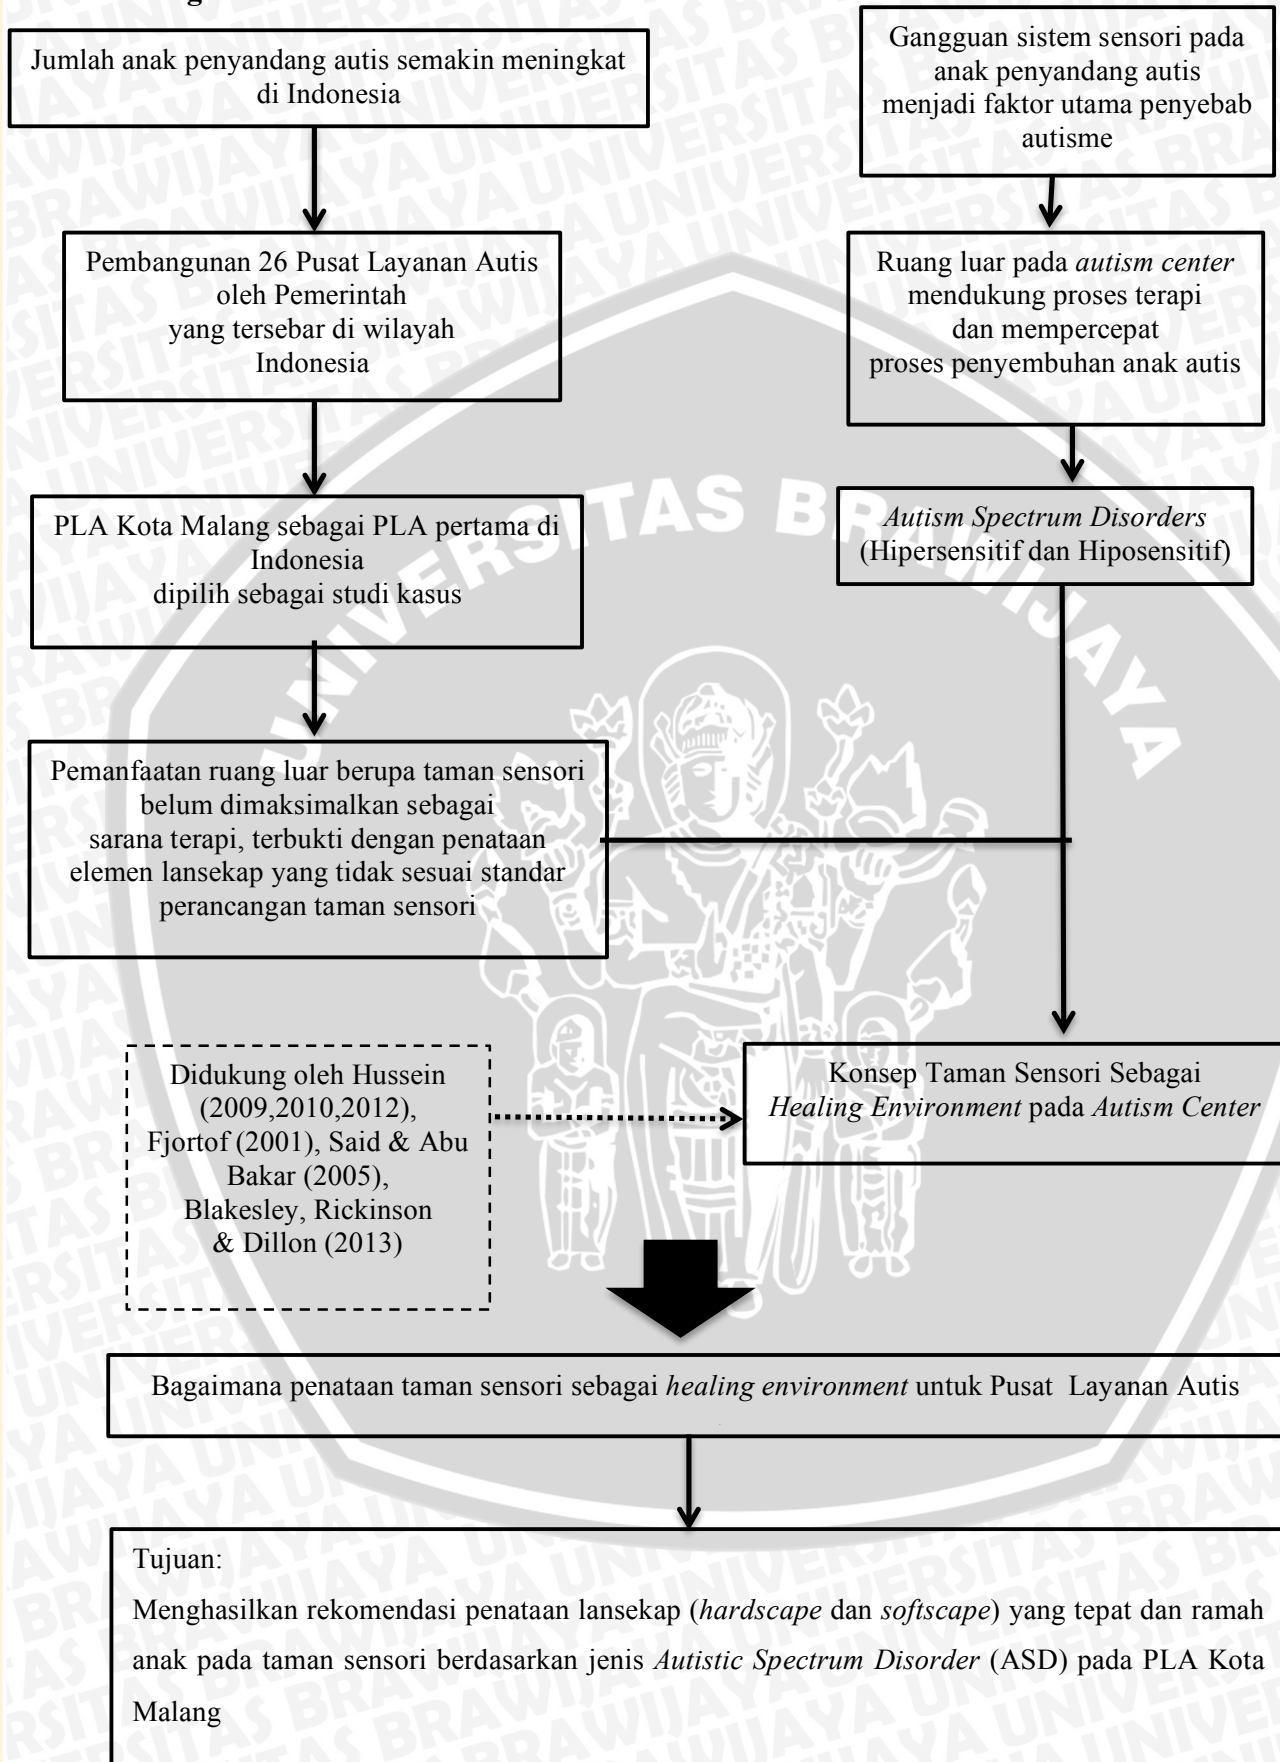 Jumlah anak penyandang autis semakin meningkat
di Indonesia
Gangguan sistem sensori pada
anak penyandang autis
menjadi faktor utama penyebab
autisme
Pembangunan 26 Pusat Layanan Autis
oleh Pemerintah
yang tersebar di wilayah
Indonesia
Ruang luar pada autism center
mendukung proses terapi
dan mempercepat
proses penyembuhan anak autis
PLA Kota Malang sebagai PLA pertama di
Indonesia
dipilih sebagai studi kasus
Autism Spectrum Disorders
(Hipersensitif dan Hiposensitif)
Pemanfaatan ruang luar berupa taman sensori
belum dimaksimalkan sebagai
sarana terapi, terbukti dengan penataan
elemen lansekap yang tidak sesuai standar
perancangan taman sensori
Didukung oleh Hussein
(2009,2010,2012),
Fjortof (2001), Said & Abu
Bakar (2005),
Blakesley, Rickinson
& Dillon (2013)
Konsep Taman Sensori Sebagai
Healing Environment pada Autism Center
Bagaimana penataan taman sensori sebagai healing environment untuk Pusat Layanan Autis
Tujuan:
Menghasilkan rekomendasi penataan lansekap (hardscape dan softscape) yang tepat dan ramah
anak pada taman sensori berdasarkan jenis Autistic Spectrum Disorder (ASD) pada PLA Kota
Malang
UNIVERSITAS BRAWIJAYA